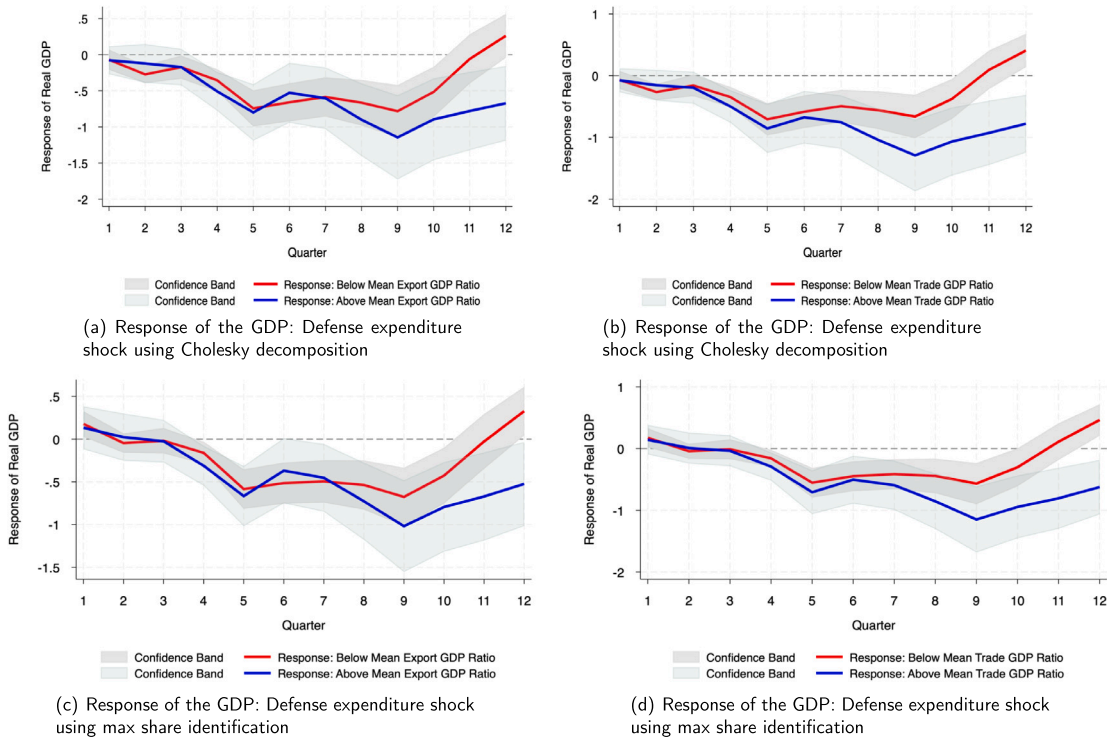 .5
0
-.5
-1
-1.5
-2
Response of Real GDP
1 2 3 4 5 6 7 8 9 10 11 12
Quarter
Confidence Band Response: Below Mean Export GDP Ratio
Confidence Band Response: Above Mean Export GDP Ratio
(a) Response of the GDP: Defense expenditure
shock using Cholesky decomposition
1
0
-1
-2
Response of Real GDP
1 2 3 4 5 6 7 8 9 10 11 12
Quarter
Confidence Band Response: Below Mean Trade GDP Ratio
Confidence Band Response: Above Mean Trade GDP Ratio
(b) Response of the GDP: Defense expenditure
shock using Cholesky decomposition
.5
0
-.5
-1
-1.5
Response of Real GDP
1 2 3 4 5 6 7 8 9 10 11 12
Quarter
Confidence Band Response: Below Mean Export GDP Ratio
Confidence Band Response: Above Mean Export GDP Ratio
(c) Response of the GDP: Defense expenditure shock
using max share identification
1
0
-1
-2
Response of Real GDP
1 2 3 4 5 6 7 8 9 10 11 12
Quarter
Confidence Band Response: Below Mean Trade GDP Ratio
Confidence Band Response: Above Mean Trade GDP Ratio
(d) Response of the GDP: Defense expenditure shock
using max share identification